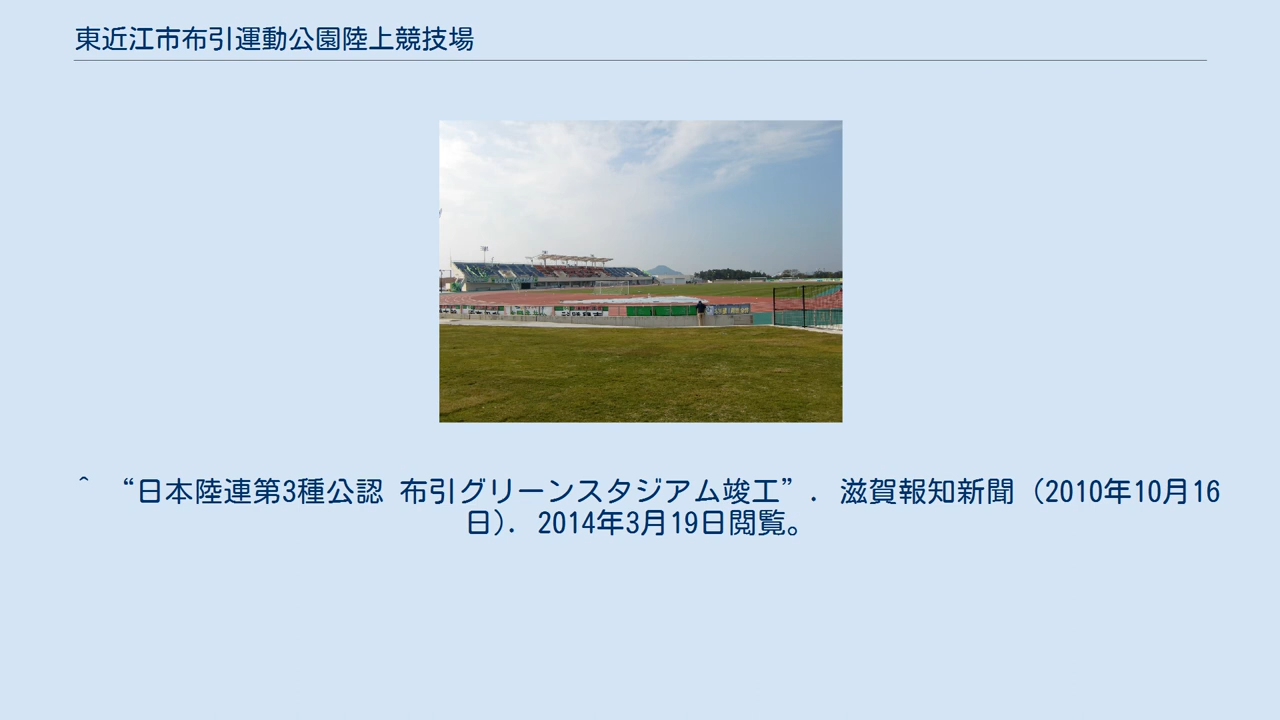 東近江市布引運動公園陸上競技場
^ “日本陸連第3種公認 布引グリーンスタジアム竣工”. 滋賀報知新聞 (2010年10月16
日). 2014年3月19日閲覧。